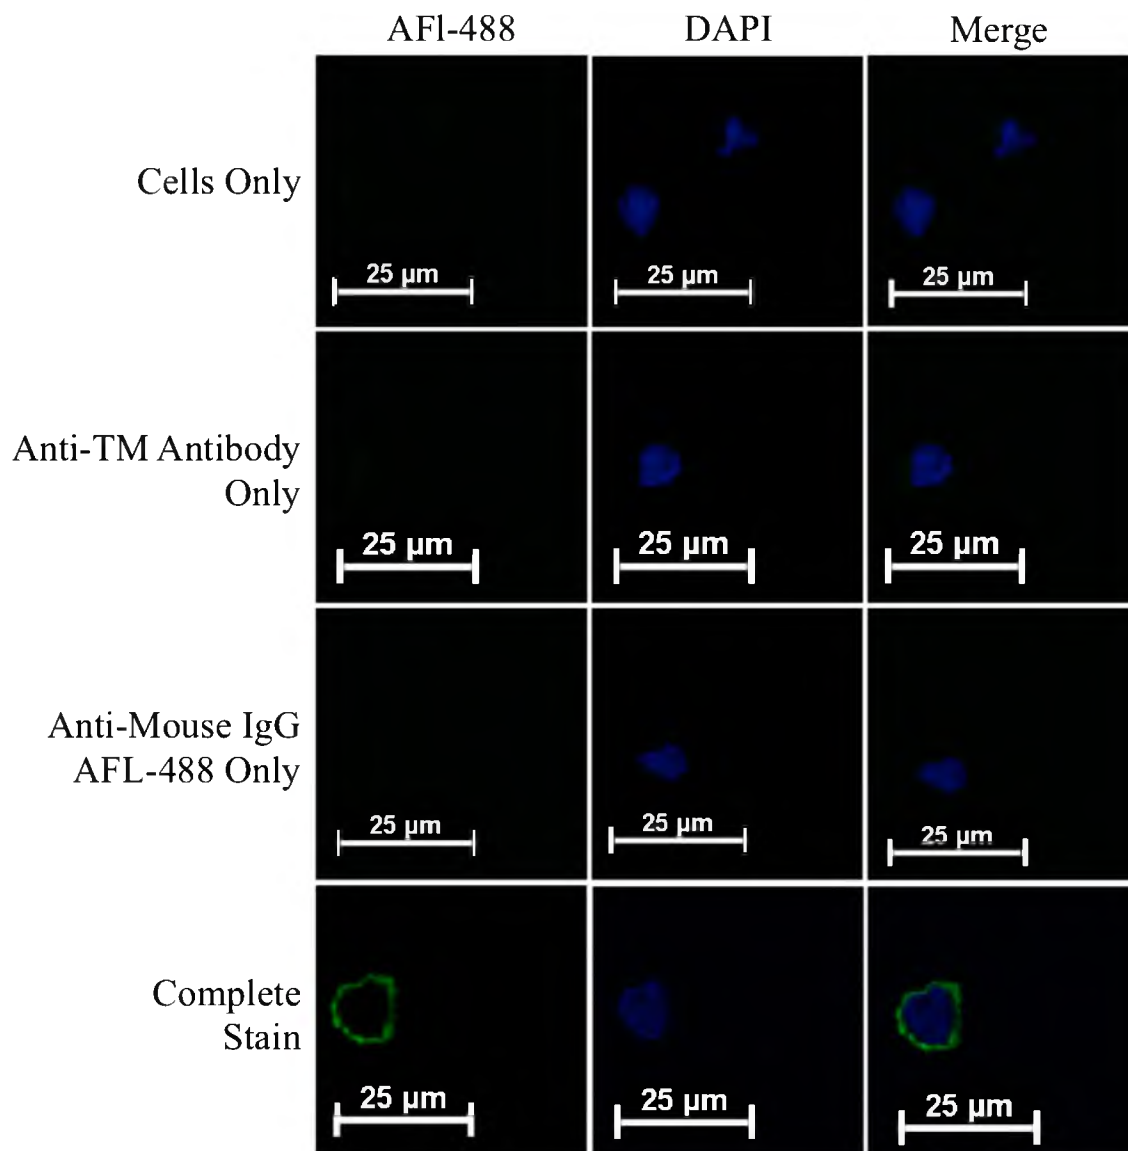 AFl-488 DAPI Merge
Cells Only
25 µm 25 µm 25 µm
Anti-TM Antibody
Only
25 µm 25 µm 25 µm
Anti-Mouse IgG
AFL-488 Only
25 µm 25 µm 25 µm
Complete
Stain
25 µm 25 µm 25 µm